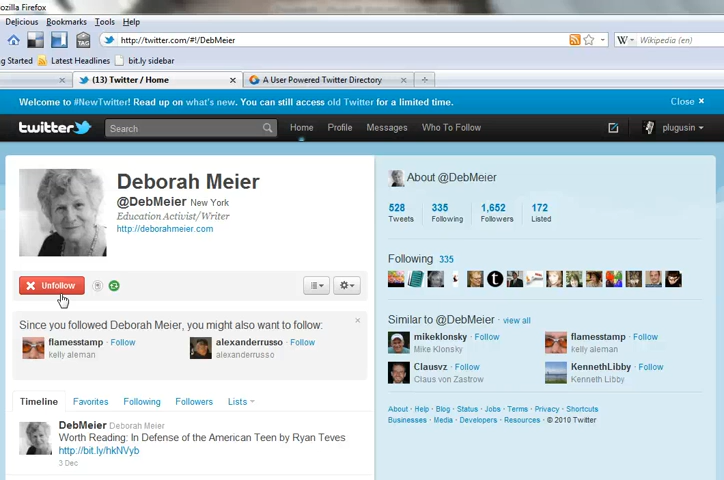 ozilla Firefox
Delicious Bookmarks Tools Help
http://twitter.com/#!/DebMeier
W Wikipedia (en)
g Started Latest Headlines bit.ly sidebar
(13) Twitter / Home
A User Powered Twitter Directory
Welcome to #NewTwitter! Read up on what's new. You can still access old Twitter for a limited time.
Close ×
twitter
Search
Home Profile Messages Who To Follow
plugusin
Deborah Meier
@DebMeier New York
Education Activist/Writer
http://deborahmeier.com
Unfollow
Since you followed Deborah Meier, you might also want to follow:
flamesstamp · Follow
kelly aleman
alexanderrusso · Follow
alexanderrusso
Timeline Favorites Following Followers Lists
DebMeier Deborah Meier
Worth Reading: In Defense of the American Teen by Ryan Teves
http://bit.ly/hkNVyb
3 Dec
About @DebMeier
528 335 1,652 172
Tweets Following Followers Listed
Following 335
Similar to @DebMeier · view all
mikeklonsky · Follow
Mike Klonsky
flamesstamp · Follow
kelly aleman
Clausvz · Follow
Claus von Zastrow
KennethLibby · Follow
Kenneth Libby
About · Help · Blog · Status · Jobs · Terms · Privacy · Shortcuts
Businesses · Media · Developers · Resources · © 2010 Twitter